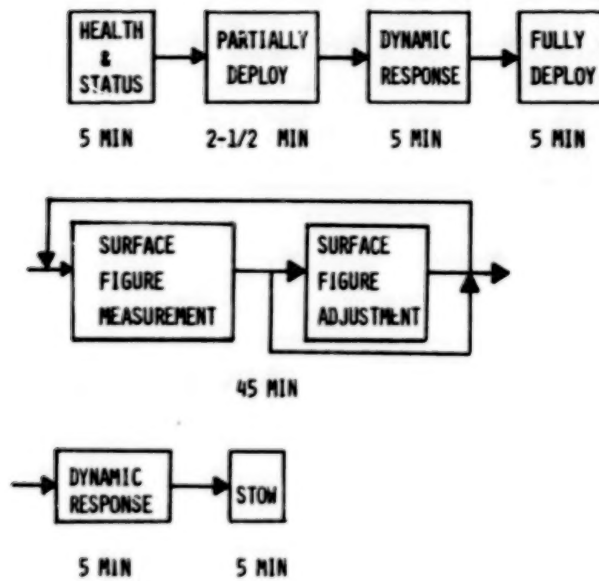 HEALTH
&
STATUS
PARTIALLY
DEPLOY
DYNAMIC
RESPONSE
FULLY
DEPLOY
5 MIN
2-1/2 MIN
5 MIN
5 MIN
SURFACE
FIGURE
MEASUREMENT
SURFACE
FIGURE
ADJUSTMENT
45 MIN
DYNAMIC
RESPONSE
STOW
5 MIN
5 MIN